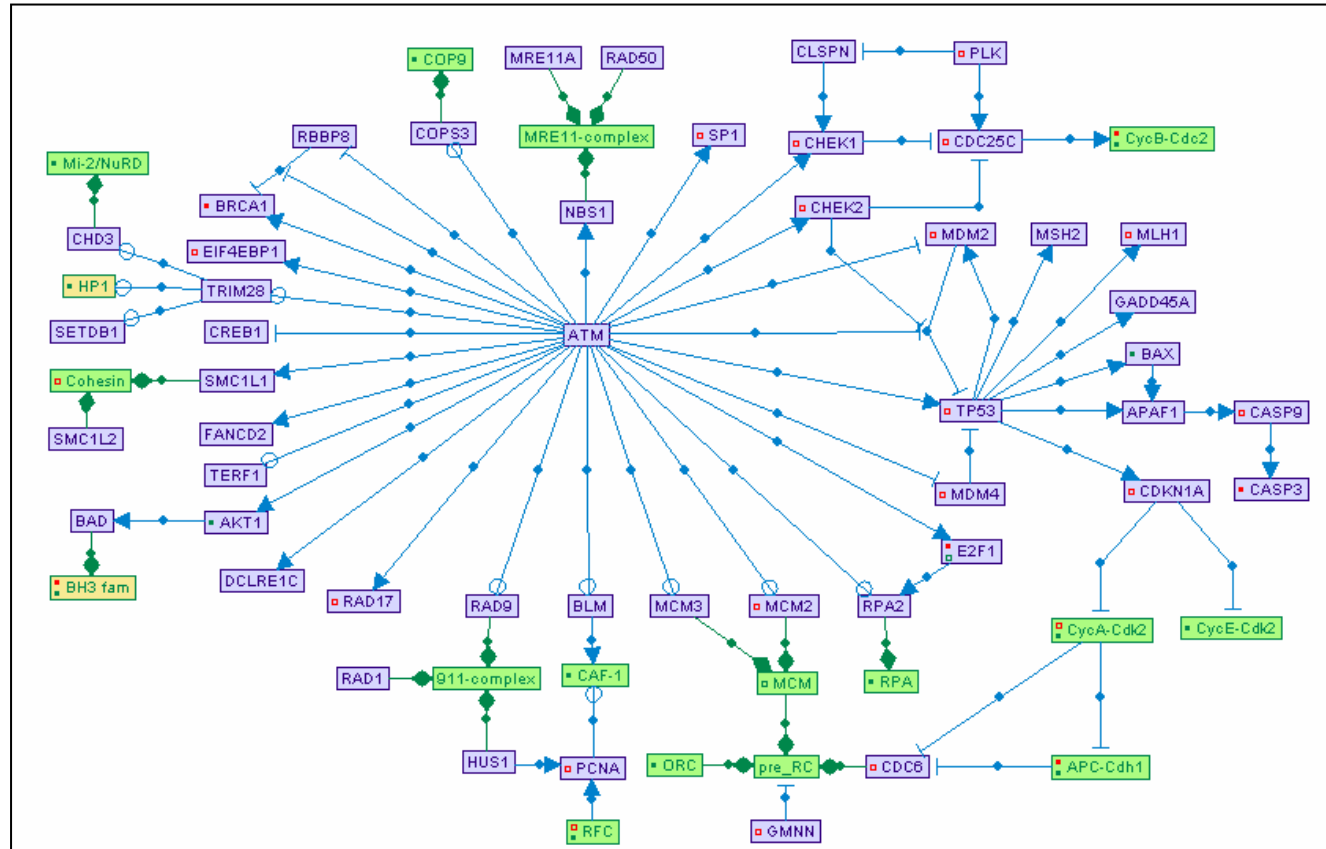 CLSPN
PLK
COP9
MRE11A
RAD50
RBBP8
COPS3
MRE11-complex
SP1
CHEK1
CDC25C
CycB-Cdc2
Mi-2/NuRD
BRCA1
NBS1
CHEK2
CHD3
EIF4EBP1
MDM2
MSH2
MLH1
HP1
TRIM28
GADD45A
SETDB1
CREB1
ATM
BAX
Cohesin
SMC1L1
TP53
APAF1
CASP9
SMC1L2
FANCD2
TERF1
MDM4
CDKN1A
CASP3
BAD
AKT1
E2F1
BH3 fam
DCLRE1C
RAD17
RAD9
BLM
MCM3
MCM2
RPA2
CycA-Cdk2
CycE-Cdk2
RAD1
911-complex
CAF-1
MCM
RPA
HUS1
PCNA
ORC
pre_RC
CDC6
APC-Cdh1
RFC
GMNN